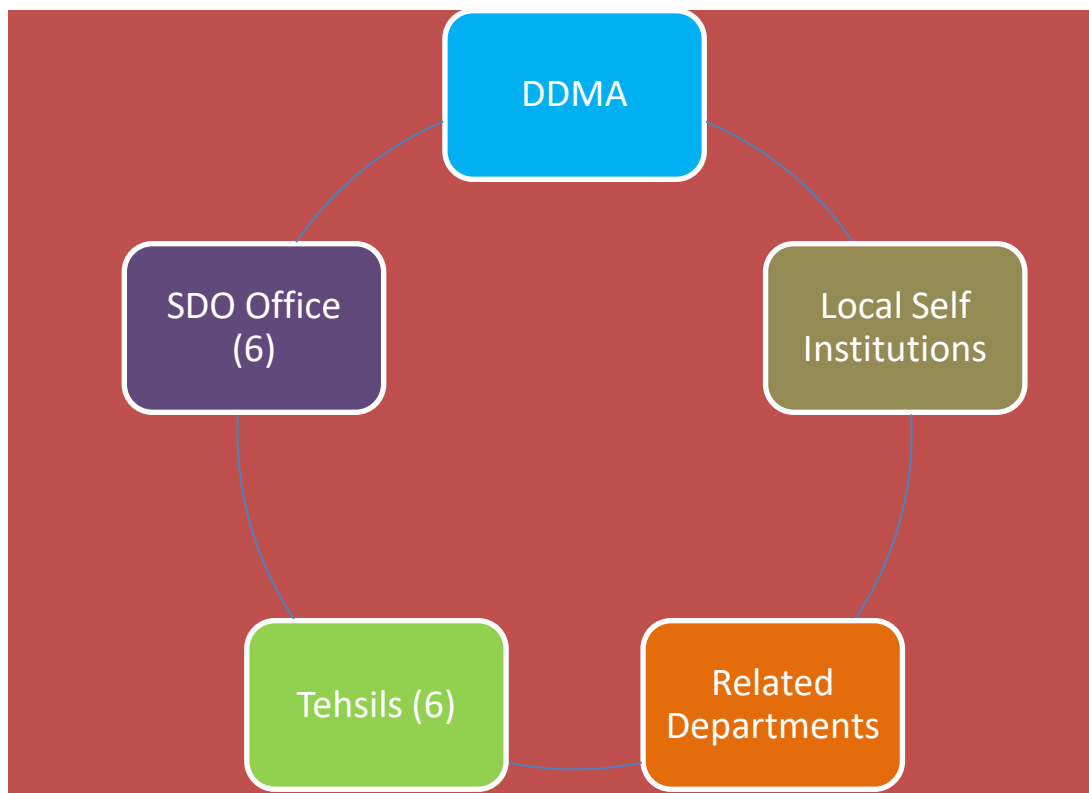 DDMA
SDO Office
(6)
Local Self
Institutions
Tehsils (6)
Related
Departments